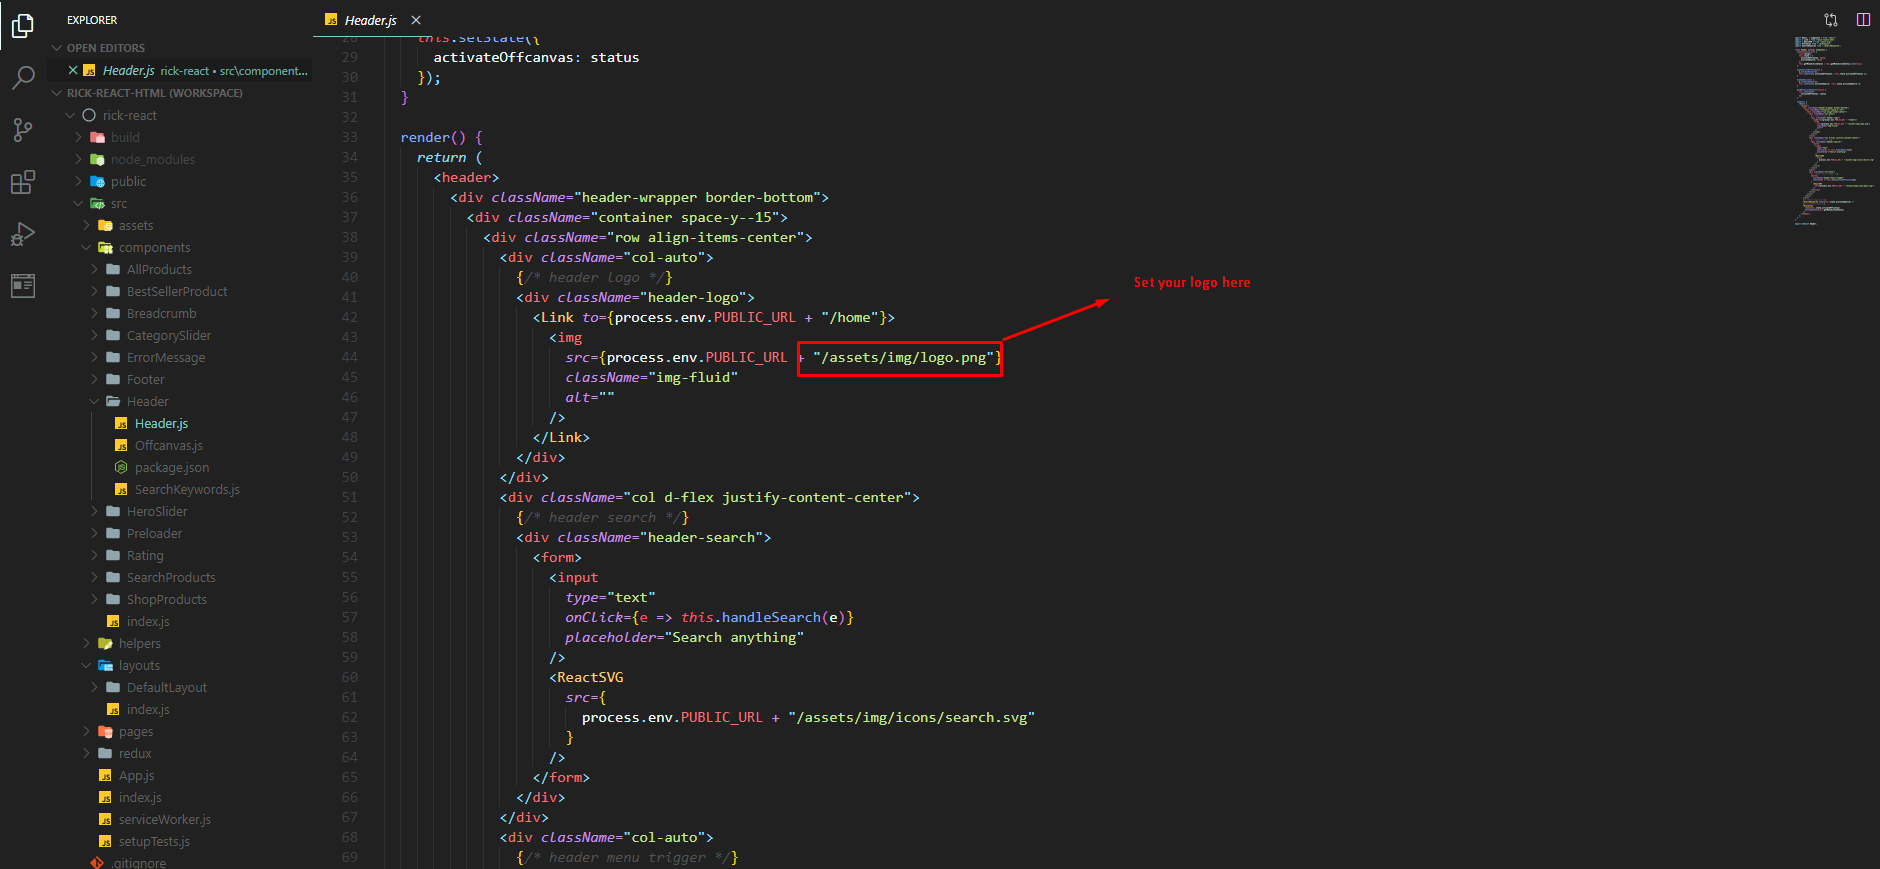 EXPLORER
OPEN EDITORS
Header.js rick-react • src\component...
RICK-REACT-HTML (WORKSPACE)
rick-react
build
node_modules
public
src
assets
components
AllProducts
BestSellerProduct
Breadcrumb
CategorySlider
ErrorMessage
Footer
Header
Header.js
Offcanvas.js
package.json
SearchKeywords.js
HeroSlider
Preloader
Rating
SearchProducts
ShopProducts
index.js
helpers
layouts
DefaultLayout
index.js
pages
redux
App.js
index.js
serviceWorker.js
setupTests.js
.gitignore
Header.js
28 this.setState({
29 activateOffcanvas: status
30 });
31 }
32
33 render() {
34 return (
35 <header>
36 <div className="header-wrapper border-bottom">
37 <div className="container space-y--15">
38 <div className="row align-items-center">
39 <div className="col-auto">
40 {/* header logo */}
41 <div className="header-logo">
42 <Link to={process.env.PUBLIC_URL + "/home"}>
43 <img
44 src={process.env.PUBLIC_URL + "/assets/img/logo.png"}
45 className="img-fluid"
46 alt=""
47 />
48 </Link>
49 </div>
50 </div>
51 <div className="col d-flex justify-content-center">
52 {/* header search */}
53 <div className="header-search">
54 <form>
55 <input
56 type="text"
57 onClick={e => this.handleSearch(e)}
58 placeholder="Search anything"
59 />
60 <ReactSVG
61 src={
62 process.env.PUBLIC_URL + "/assets/img/icons/search.svg"
63 }
64 />
65 </form>
66 </div>
67 </div>
68 <div className="col-auto">
69 {/* header menu trigger */}
Set your logo here